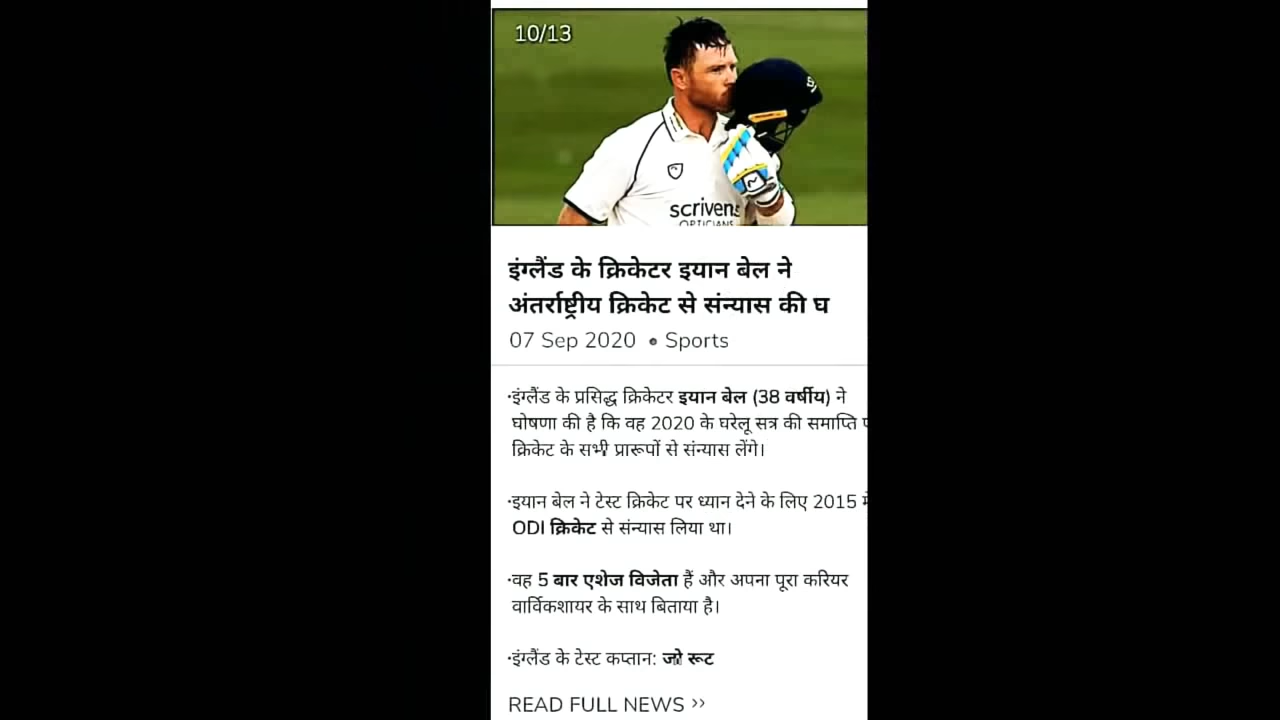 10/13
scrivens
OPTICIANS
इंग्लैंड के क्रिकेटर इयान बेल ने
अंतर्राष्ट्रीय क्रिकेट से संन्यास की घ
07 Sep 2020 • Sports
·इंग्लैंड के प्रसिद्ध क्रिकेटर इयान बेल (38 वर्षीय) ने
घोषणा की है कि वह 2020 के घरेलू सत्र की समाप्ति
क्रिकेट के सभी प्रारूपों से संन्यास लेंगे।
·इयान बेल ने टेस्ट क्रिकेट पर ध्यान देने के लिए 2015 में
ODI क्रिकेट से संन्यास लिया था।
·वह 5 बार एशेज विजेता हैं और अपना पूरा करियर
वार्विकशायर के साथ बिताया है।
·इंग्लैंड के टेस्ट कप्तान: जो रूट
READ FULL NEWS ››